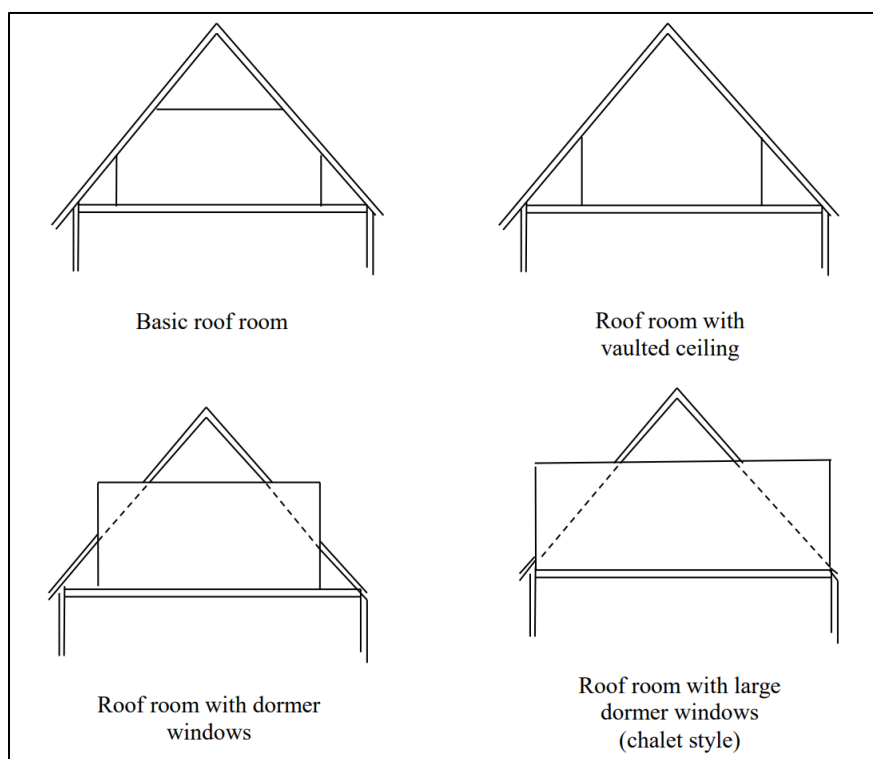 Basic roof room
Roof room with
vaulted ceiling
Roof room with dormer
windows
Roof room with large
dormer windows
(chalet style)